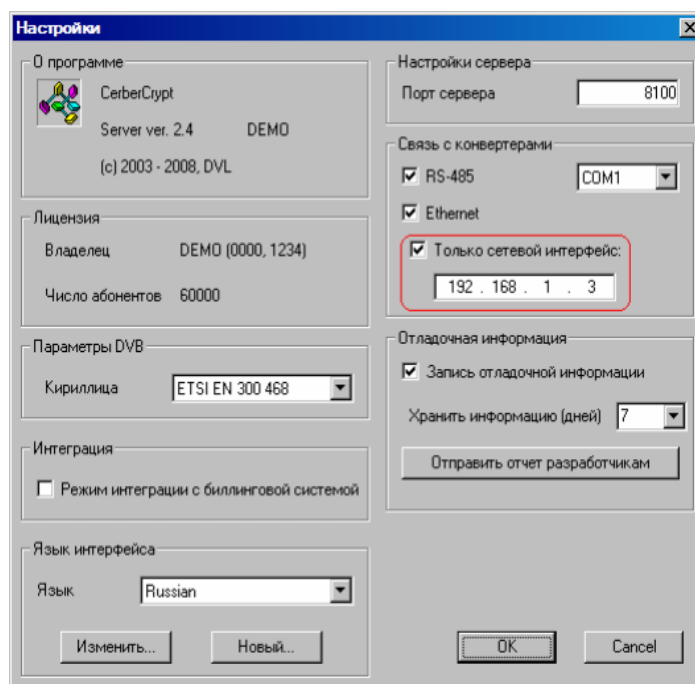 Настройки
О программе
CerberCrypt
Server ver. 2.4 DEMO
(c) 2003 - 2008, DVL
Лицензия
Владелец DEMO (0000, 1234)
Число абонентов 60000
Параметры DVB
Кириллица ETSI EN 300 468
Интеграция
Режим интеграции с биллинговой системой
Язык интерфейса
Язык Russian
Изменить... Новый...
Настройки сервера
Порт сервера 8100
Связь с конвертерами
RS-485 COM1
Ethernet
Только сетевой интерфейс:
192 . 168 . 1 . 3
Отладочная информация
Запись отладочной информации
Хранить информацию (дней) 7
Отправить отчет разработчикам
OK Cancel